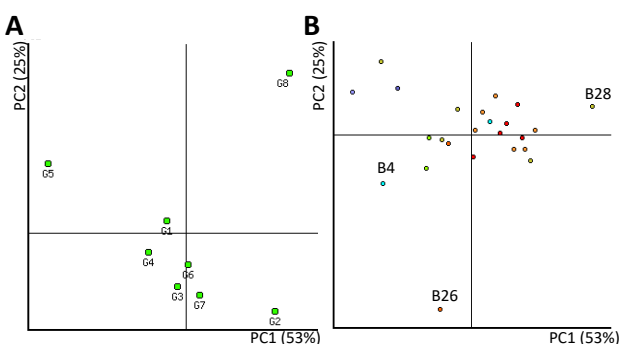 A
B
PC2 (25%)
G8
G5
G1
G4
G6
G3
G7
G2
PC1 (53%)
PC2 (25%)
B28
B4
B26
PC1 (53%)